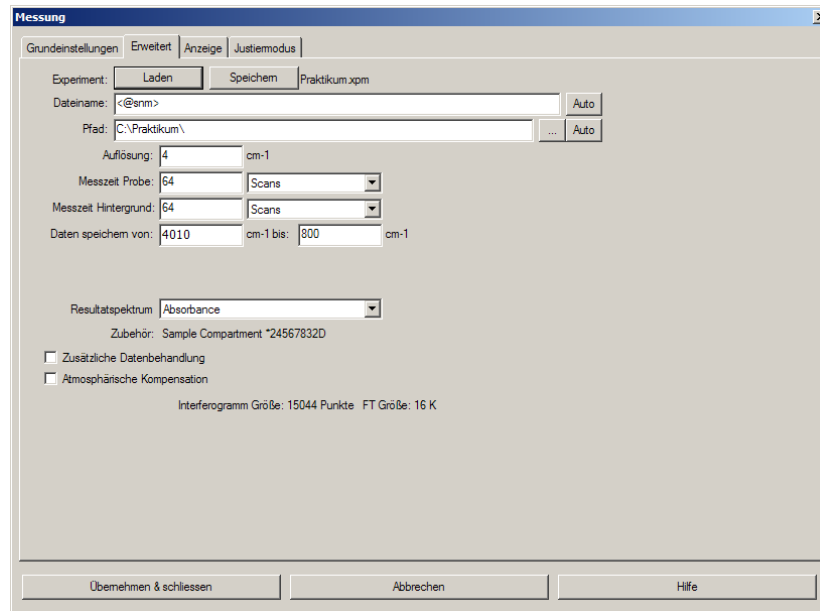 Messung
Grundeinstellungen Erweitert Anzeige Justiermodus
Experiment: Laden Speichern Praktikum.xpm
Dateiname: <@snm> Auto
Pfad: C:\Praktikum\ ... Auto
Auflösung: 4 cm-1
Messzeit Probe: 64 Scans
Messzeit Hintergrund: 64 Scans
Daten speichern von: 4010 cm-1 bis: 800 cm-1
Resultatspektrum Absorbance
Zubehör: Sample Compartment *24567832D
Zusätzliche Datenbehandlung
Atmosphärische Kompensation
Interferogramm Größe: 15044 Punkte FT Größe: 16 K
Übernehmen & schliessen Abbrechen Hilfe